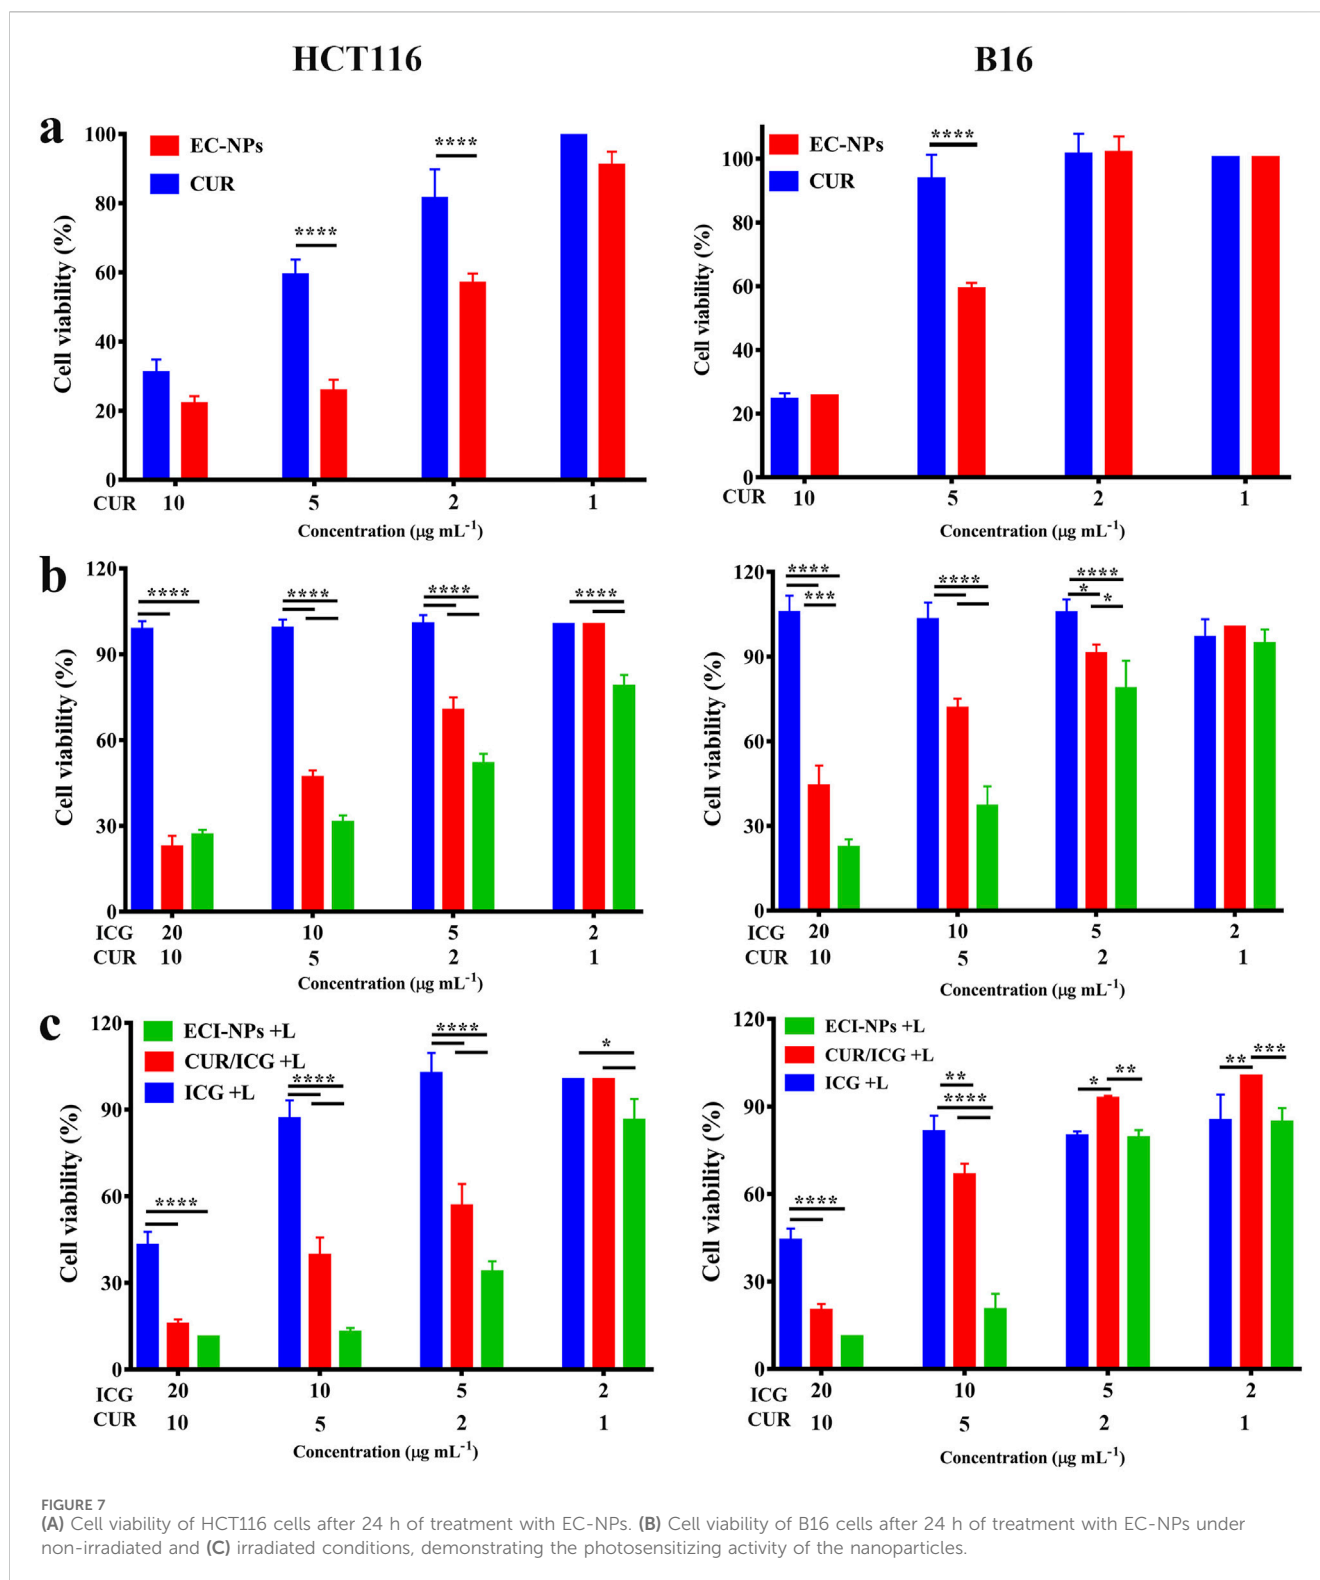 HCT116
B16
a
EC-NPs
CUR
****
****
Cell viability (%)
100
80
60
40
20
0
CUR 10 5 2 1
Concentration (µg mL-1)
EC-NPs
CUR
****
Cell viability (%)
100
80
60
40
20
0
CUR 10 5 2 1
Concentration (µg mL-1)
b
**** **** **** ****
Cell viability (%)
120
90
60
30
0
ICG 20 10 5 2
CUR 10 5 2 1
Concentration (µg mL-1)
**** **** ****
*** * *
Cell viability (%)
120
90
60
30
0
ICG 20 10 5 2
CUR 10 5 2 1
Concentration (µg mL-1)
c
ECI-NPs +L
CUR/ICG +L
ICG +L
**** **** **** *
Cell viability (%)
120
90
60
30
0
ICG 20 10 5 2
CUR 10 5 2 1
Concentration (µg mL-1)
ECI-NPs +L
CUR/ICG +L
ICG +L
** * ** ** ***
**** ****
Cell viability (%)
120
90
60
30
0
ICG 20 10 5 2
CUR 10 5 2 1
Concentration (µg mL-1)
FIGURE 7
(A) Cell viability of HCT116 cells after 24 h of treatment with EC-NPs. (B) Cell viability of B16 cells after 24 h of treatment with EC-NPs under
non-irradiated and (C) irradiated conditions, demonstrating the photosensitizing activity of the nanoparticles.